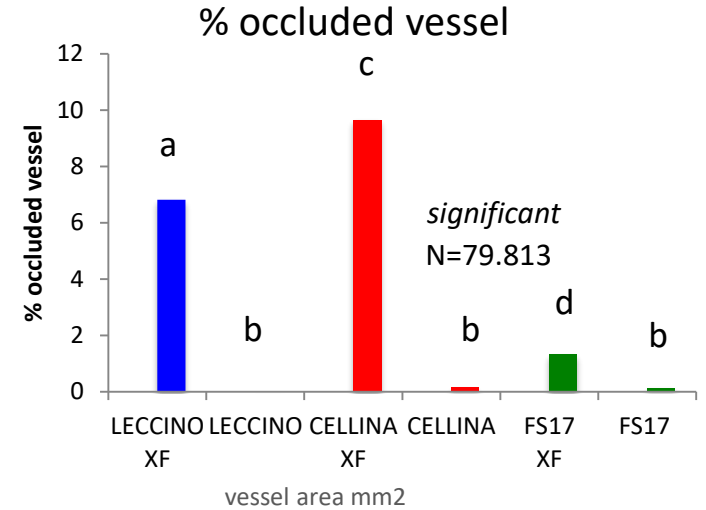 % occluded vessel
12
10
8
6
4
2
0
% occluded vessel
a
b
c
b
d
b
significant
N=79.813
LECCINO LECCINO CELLINA CELLINA FS17 FS17
XF XF XF
vessel area mm2